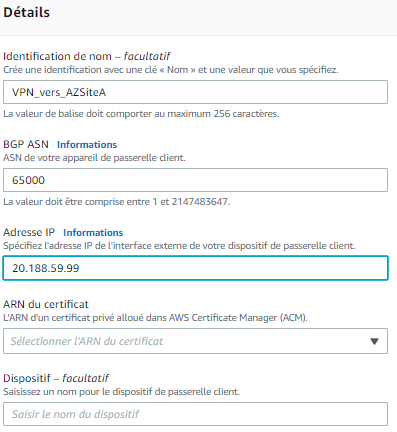 Détails
Identification de nom – facultatif
Crée une identification avec une clé « Nom » et une valeur que vous spécifiez.
VPN_vers_AZSiteA
La valeur de balise doit comporter au maximum 256 caractères.
BGP ASN Informations
ASN de votre appareil de passerelle client.
65000
La valeur doit être comprise entre 1 et 2147483647.
Adresse IP Informations
Spécifiez l'adresse IP de l'interface externe de votre dispositif de passerelle client.
20.188.59.99
ARN du certificat
L'ARN d'un certificat privé alloué dans AWS Certificate Manager (ACM).
Sélectionner l'ARN du certificat
Dispositif – facultatif
Saisissez un nom pour le dispositif de passerelle client.
Saisir le nom du dispositif